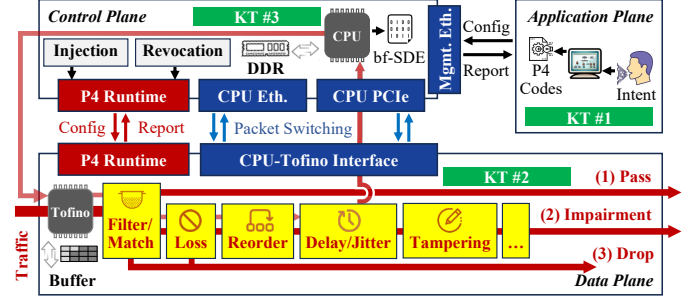 Control Plane
KT #3
CPU
Injection
Revocation
DDR
bf-SDE
Mgmt. Eth.
Config
Report
Application Plane
P4
Codes
Intent
KT #1
P4 Runtime
CPU Eth.
CPU PCIe
Config
Report
Packet Switching
P4 Runtime
CPU-Tofino Interface
KT #2
(1) Pass
Tofino
Filter/
Match
Loss
Reorder
Delay/Jitter
Tampering
...
(2) Impairment
Traffic
Buffer
(3) Drop
Data Plane